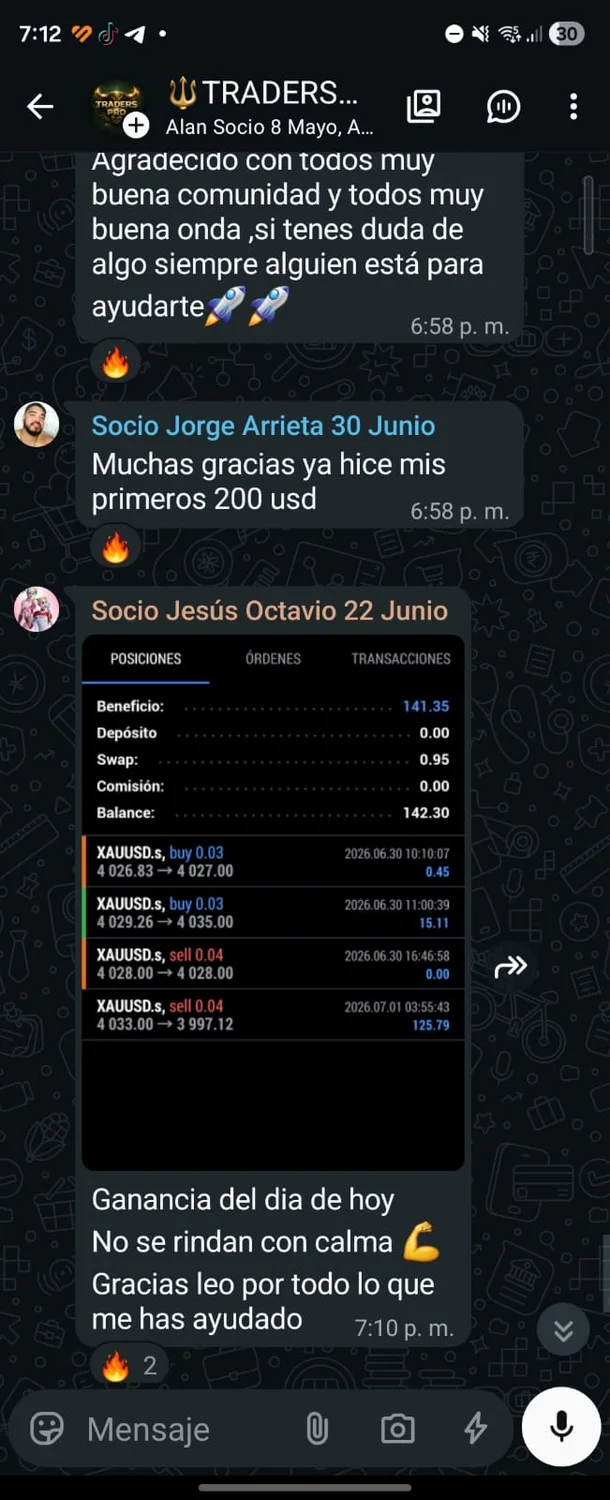 7:12
30
TRADERS PRO
🔱TRADERS...
Alan Socio 8 Mayo, A...
Agradecido con todos muy
buena comunidad y todos muy
buena onda ,si tenes duda de
algo siempre alguien está para
ayudarte🚀🚀
6:58 p. m.
🔥
Socio Jorge Arrieta 30 Junio
Muchas gracias ya hice mis
primeros 200 usd
6:58 p. m.
🔥
Socio Jesús Octavio 22 Junio
POSICIONES ÓRDENES TRANSACCIONES
Beneficio: 141.35
Depósito 0.00
Swap: 0.95
Comisión: 0.00
Balance: 142.30
XAUUSD.s, buy 0.03 2026.06.30 10:10:07
4 026.83 → 4 027.00 0.45
XAUUSD.s, buy 0.03 2026.06.30 11:00:39
4 029.26 → 4 035.00 15.11
XAUUSD.s, sell 0.04 2026.06.30 16:46:58
4 028.00 → 4 028.00 0.00
XAUUSD.s, sell 0.04 2026.07.01 03:55:43
4 033.00 → 3 997.12 125.79
Ganancia del dia de hoy
No se rindan con calma 💪
Gracias leo por todo lo que
me has ayudado
7:10 p. m.
🔥 2
Mensaje